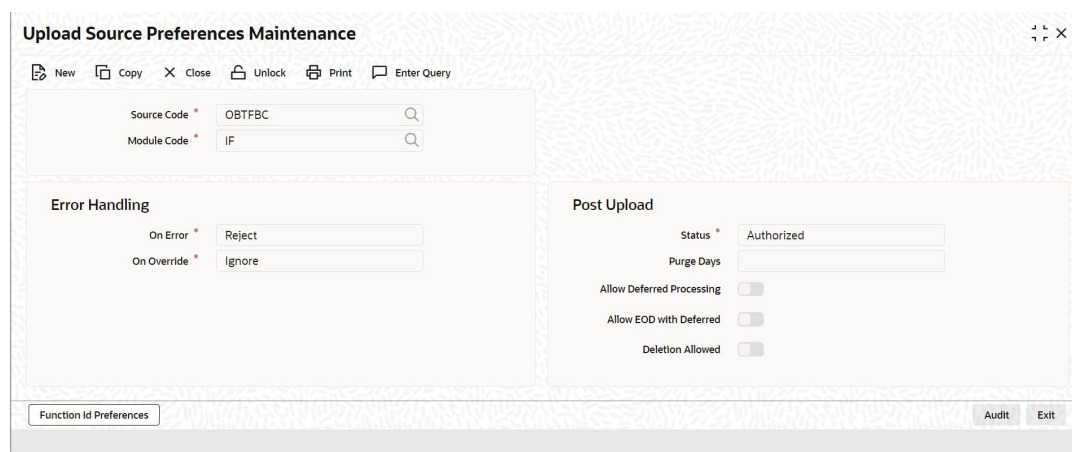 Upload Source Preferences Maintenance
New Copy Close Unlock Print Enter Query
Source Code * OBTFBC
Module Code * IF
Error Handling
On Error * Reject
On Override * Ignore
Post Upload
Status * Authorized
Purge Days
Allow Deferred Processing
Allow EOD with Deferred
Deletion Allowed
Function Id Preferences
Audit Exit